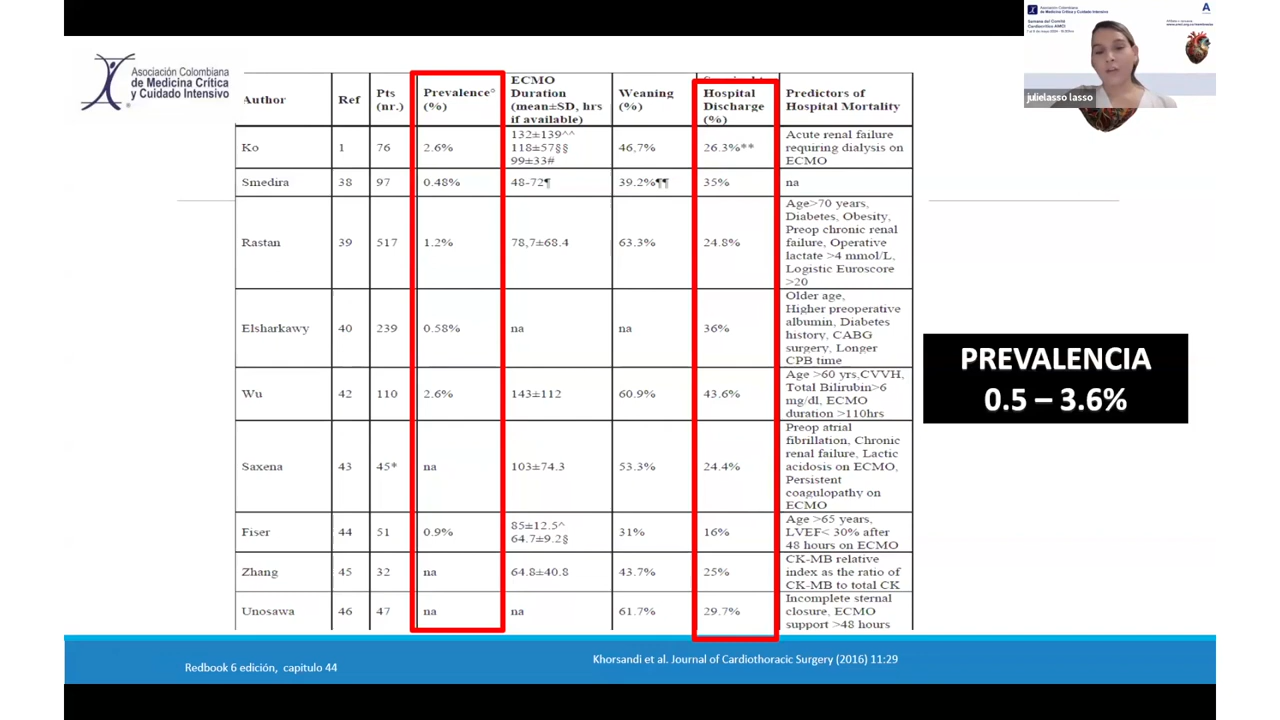 Asociación Colombiana
de Medicina Crítica y Cuidado Intensivo
Semana del Comité
A
julielasso lasso
Asociación Colombiana
de Medicina Crítica
y Cuidado Intensivo
Author Ref Pts (nr.) Prevalence° (%) ECMO Duration (mean±SD, hrs if available) Weaning (%) Hospital Discharge (%) Predictors of Hospital Mortality
Ko 1 76 2.6% 132±139^^ 118±57§§ 99±33# 46,7% 26.3%** Acute renal failure requiring dialysis on ECMO
Smedira 38 97 0.48% 48-72¶ 39.2%¶¶ 35% na
Rastan 39 517 1.2% 78,7±68.4 63.3% 24.8% Age>70 years, Diabetes, Obesity, Preop chronic renal failure, Operative lactate >4 mmol/L, Logistic Euroscore >20
Elsharkawy 40 239 0.58% na na 36% Older age, Higher preoperative albumin, Diabetes history, CABG surgery, Longer CPB time
Wu 42 110 2.6% 143±112 60.9% 43.6% Age >60 yrs,CVVH, Total Bilirubin>6 mg/dl, ECMO duration >110hrs
Saxena 43 45* na 103±74.3 53.3% 24.4% Preop atrial fibrillation, Chronic renal failure, Lactic acidosis on ECMO, Persistent coagulopathy on ECMO
Fiser 44 51 0.9% 85±12.5^ 64.7±9.2§ 31% 16% Age >65 years, LVEF< 30% after 48 hours on ECMO
Zhang 45 32 na 64.8±40.8 43.7% 25% CK-MB relative index as the ratio of CK-MB to total CK
Unosawa 46 47 na na 61.7% 29.7% Incomplete sternal closure, ECMO support >48 hours
PREVALENCIA
0.5 – 3.6%
Redbook 6 edición, capitulo 44
Khorsandi et al. Journal of Cardiothoracic Surgery (2016) 11:29